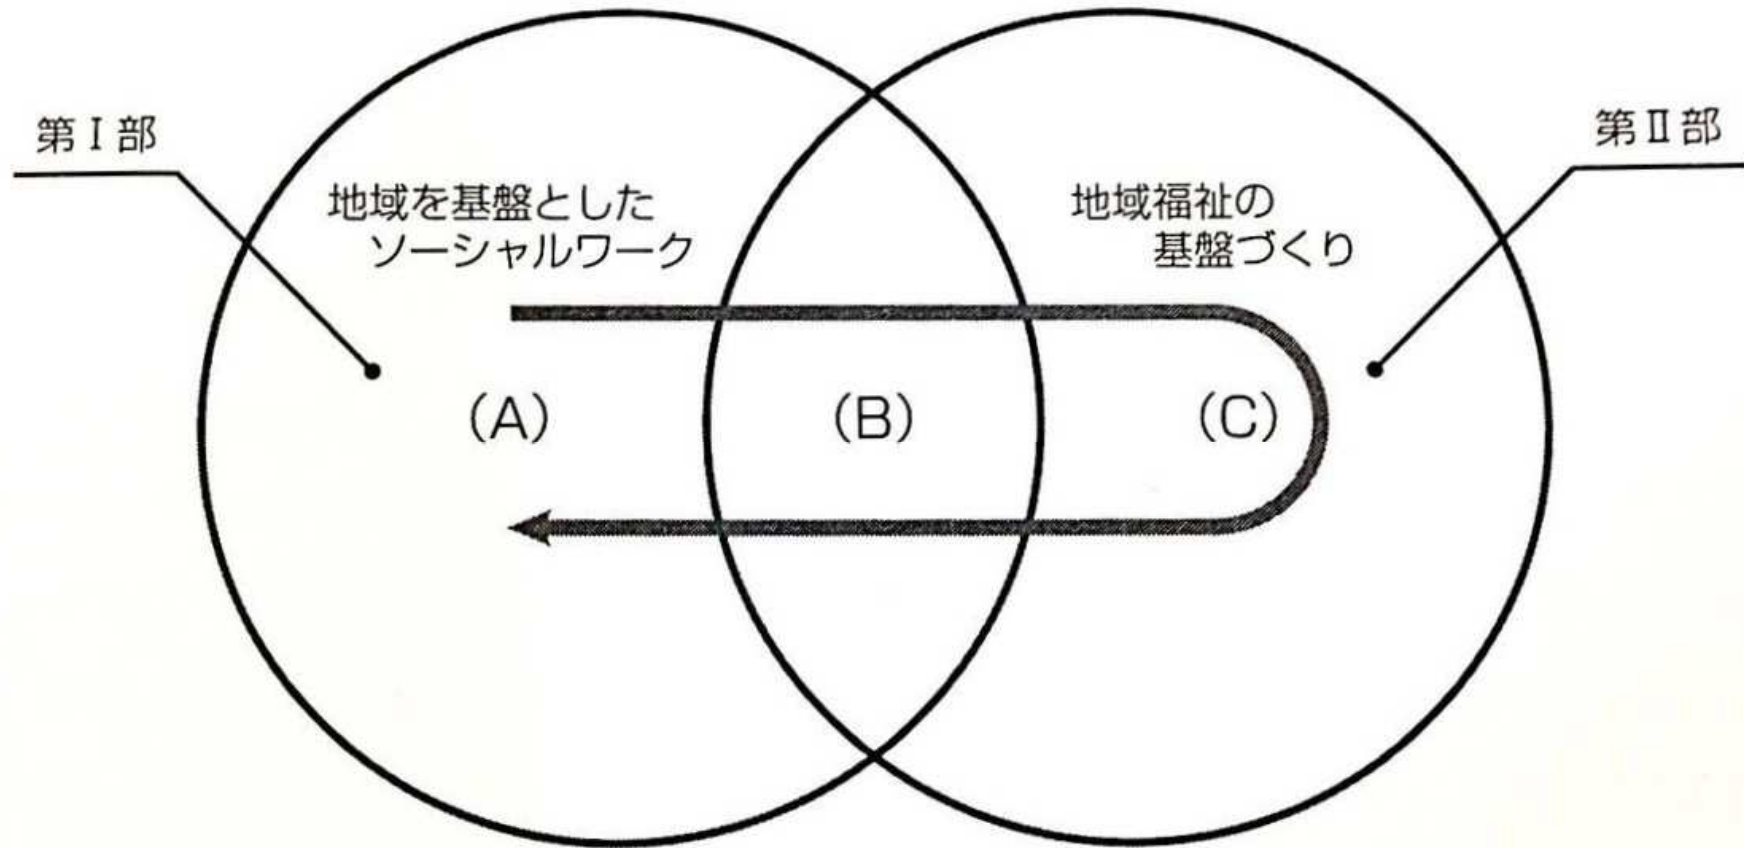 第Ⅰ部
第Ⅱ部
地域を基盤とした
ソーシャルワーク
地域福祉の
基盤づくり
(A)
(B)
(C)